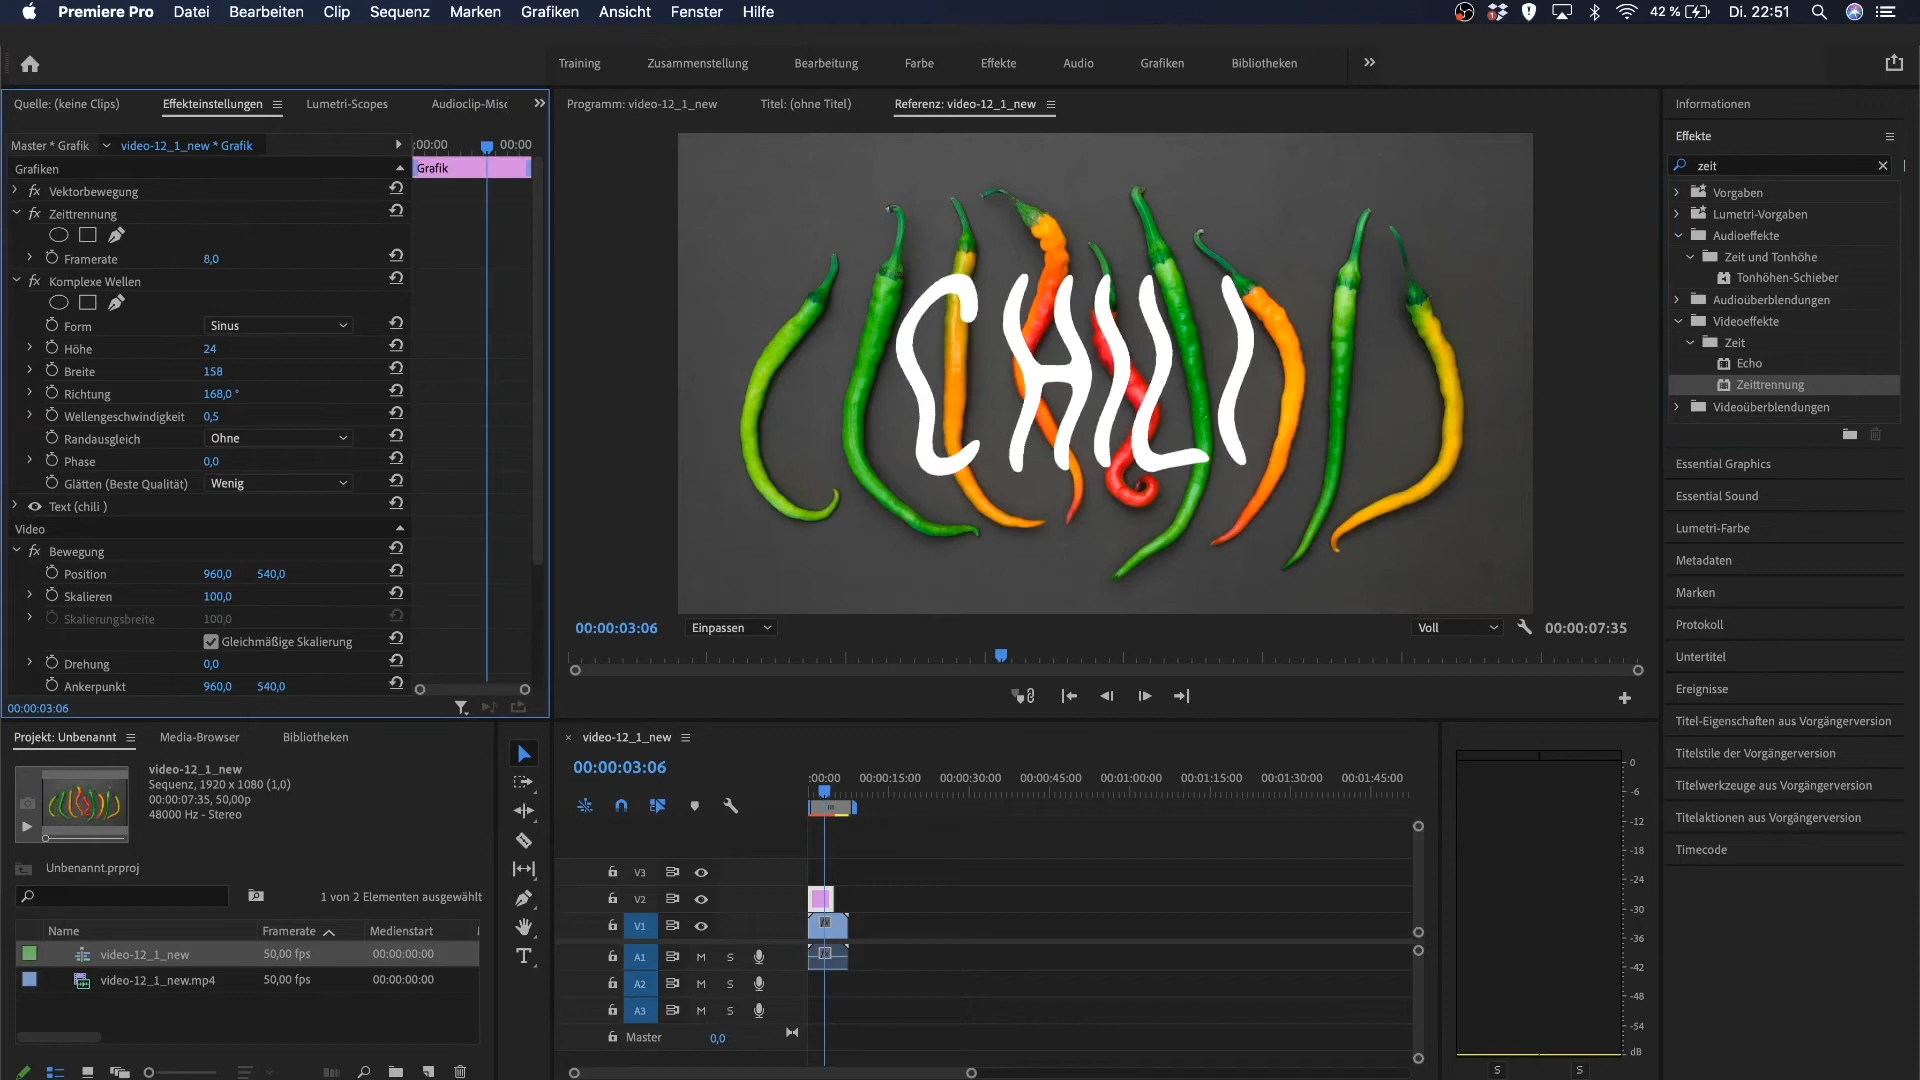 Premiere Pro Datei Bearbeiten Clip Sequenz Marken Grafiken Ansicht Fenster Hilfe 42 % Di. 22:51
Training Zusammenstellung Bearbeitung Farbe Effekte Audio Grafiken Bibliotheken
Quelle: (keine Clips) Effekteinstellungen Lumetri-Scopes Audioclip-Misc
Master * Grafik video-12_1_new * Grafik
:00:00 00:00
Grafiken
Grafik
fx Vektorbewegung
fx Zeittrennung
Framerate 8,0
fx Komplexe Wellen
Form Sinus
Höhe 24
Breite 158
Richtung 168,0 °
Wellengeschwindigkeit 0,5
Randausgleich Ohne
Phase 0,0
Glätten (Beste Qualität) Wenig
Text (chili )
Video
fx Bewegung
Position 960,0 540,0
Skalieren 100,0
Skalierungsbreite 100,0
Gleichmäßige Skalierung
Drehung 0,0
Ankerpunkt 960,0 540,0
00:00:03:06
Programm: video-12_1_new Titel: (ohne Titel) Referenz: video-12_1_new
CHILI
00:00:03:06 Einpassen Voll 00:00:07:35
Informationen
Effekte
zeit
Vorgaben
Lumetri-Vorgaben
Audioeffekte
Zeit und Tonhöhe
Tonhöhen-Schieber
Audioüberblendungen
Videoeffekte
Zeit
Echo
Zeittrennung
Videoüberblendungen
Essential Graphics
Essential Sound
Lumetri-Farbe
Metadaten
Marken
Protokoll
Untertitel
Ereignisse
Titel-Eigenschaften aus Vorgängerversion
Titelstile der Vorgängerversion
Titelwerkzeuge aus Vorgängerversion
Titelaktionen aus Vorgängerversion
Timecode
Projekt: Unbenannt Media-Browser Bibliotheken
video-12_1_new
Sequenz, 1920 x 1080 (1,0)
00:00:07:35, 50,00p
48000 Hz - Stereo
Unbenannt.prproj
1 von 2 Elementen ausgewählt
Name Framerate Medienstart
video-12_1_new 50,00 fps 00:00:00:00
video-12_1_new.mp4 50,00 fps 00:00:00:00
video-12_1_new
00:00:03:06
:00:00 00:00:15:00 00:00:30:00 00:00:45:00 00:01:00:00 00:01:15:00 00:01:30:00 00:01:45:00
V3
V2
V1
A1 M S
A2 M S
A3 M S
Master 0,0
0
-6
-12
-18
-24
-30
-36
-42
-48
-54
dB
S S